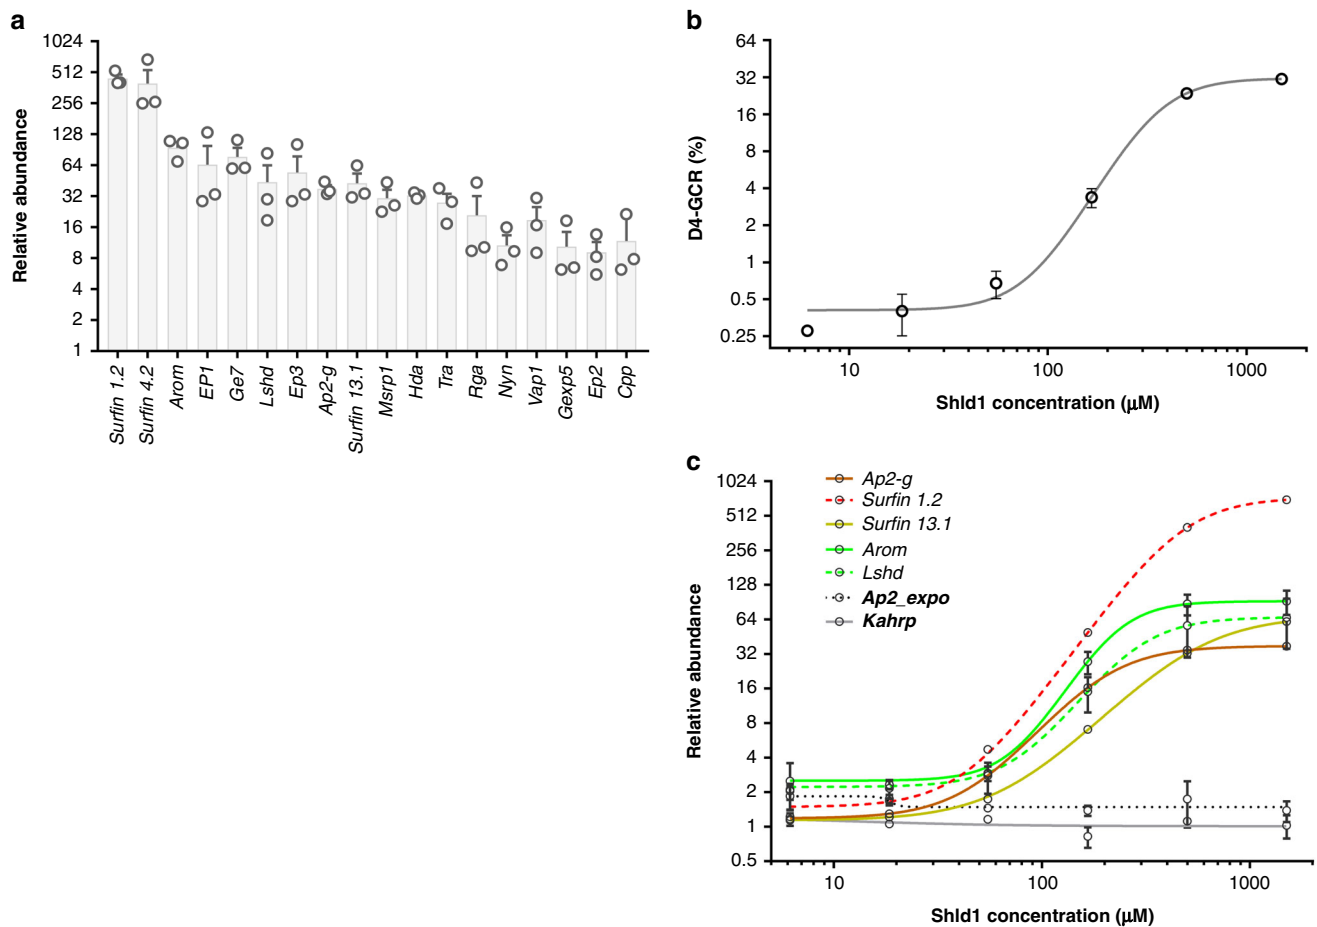 a
Relative abundance
1024
512
256
128
64
32
16
8
4
2
1
Surfin 1.2
Surfin 4.2
Arom
EP1
Ge7
Lshd
Ep3
Ap2-g
Surfin 13.1
Msrp1
Hda
Tra
Rga
Nyn
Vap1
Gexp5
Ep2
Cpp
b
D4-GCR (%)
64
32
16
8
4
2
1
0.5
0.25
10 100 1000
Shld1 concentration (μM)
c
Relative abundance
1024
512
256
128
64
32
16
8
4
2
1
0.5
Ap2-g
Surfin 1.2
Surfin 13.1
Arom
Lshd
Ap2_expo
Kahrp
10 100 1000
Shld1 concentration (μM)